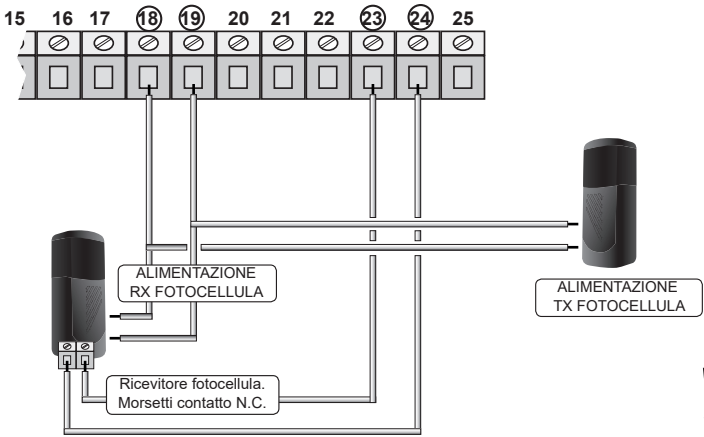 15 16 17 18 19 20 21 22 23 24 25
ALIMENTAZIONE
RX FOTOCELLULA
ALIMENTAZIONE
TX FOTOCELLULA
Ricevitore fotocellula.
Morsetti contatto N.C.